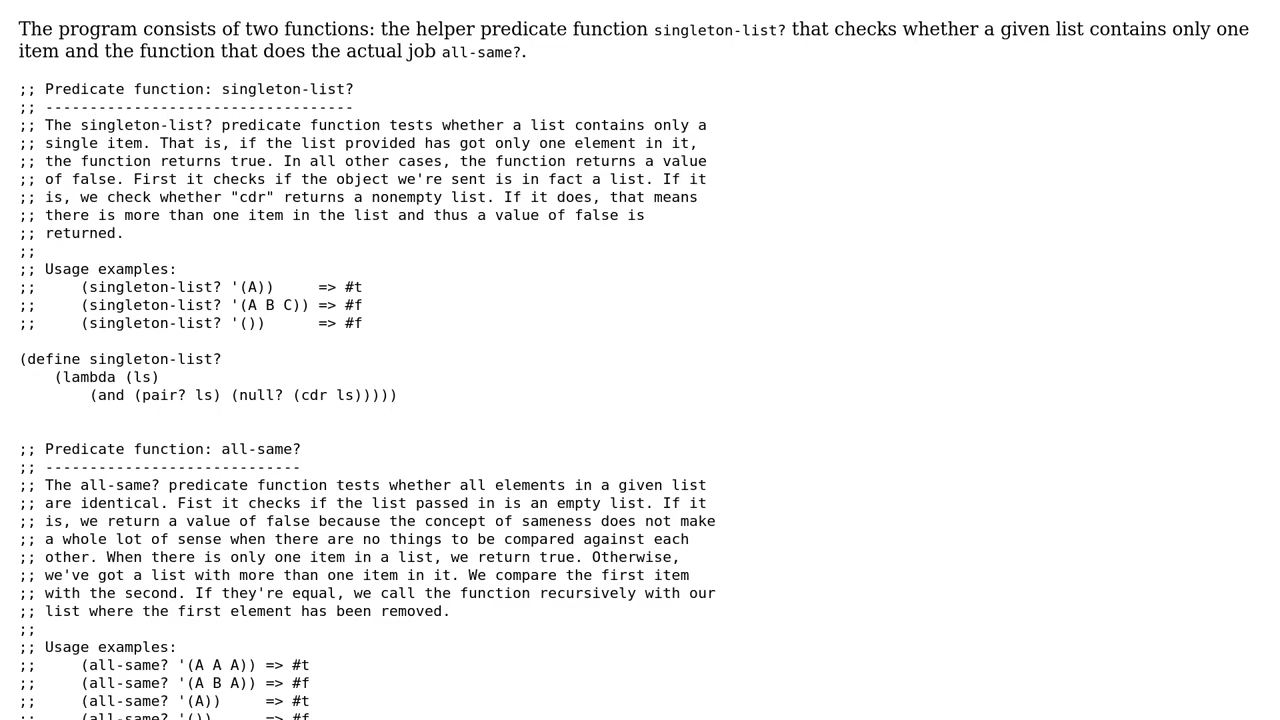 The program consists of two functions: the helper predicate function singleton-list? that checks whether a given list contains only one
item and the function that does the actual job all-same?.
;; Predicate function: singleton-list?
;; -----------------------------------
;; The singleton-list? predicate function tests whether a list contains only a
;; single item. That is, if the list provided has got only one element in it,
;; the function returns true. In all other cases, the function returns a value
;; of false. First it checks if the object we're sent is in fact a list. If it
;; is, we check whether "cdr" returns a nonempty list. If it does, that means
;; there is more than one item in the list and thus a value of false is
;; returned.
;;
;; Usage examples:
;;     (singleton-list? '(A))     => #t
;;     (singleton-list? '(A B C)) => #f
;;     (singleton-list? '())      => #f
(define singleton-list?
    (lambda (ls)
        (and (pair? ls) (null? (cdr ls)))))
;; Predicate function: all-same?
;; -----------------------------
;; The all-same? predicate function tests whether all elements in a given list
;; are identical. Fist it checks if the list passed in is an empty list. If it
;; is, we return a value of false because the concept of sameness does not make
;; a whole lot of sense when there are no things to be compared against each
;; other. When there is only one item in a list, we return true. Otherwise,
;; we've got a list with more than one item in it. We compare the first item
;; with the second. If they're equal, we call the function recursively with our
;; list where the first element has been removed.
;;
;; Usage examples:
;;     (all-same? '(A A A)) => #t
;;     (all-same? '(A B A)) => #f
;;     (all-same? '(A))     => #t
;;     (all-same? '())      => #f